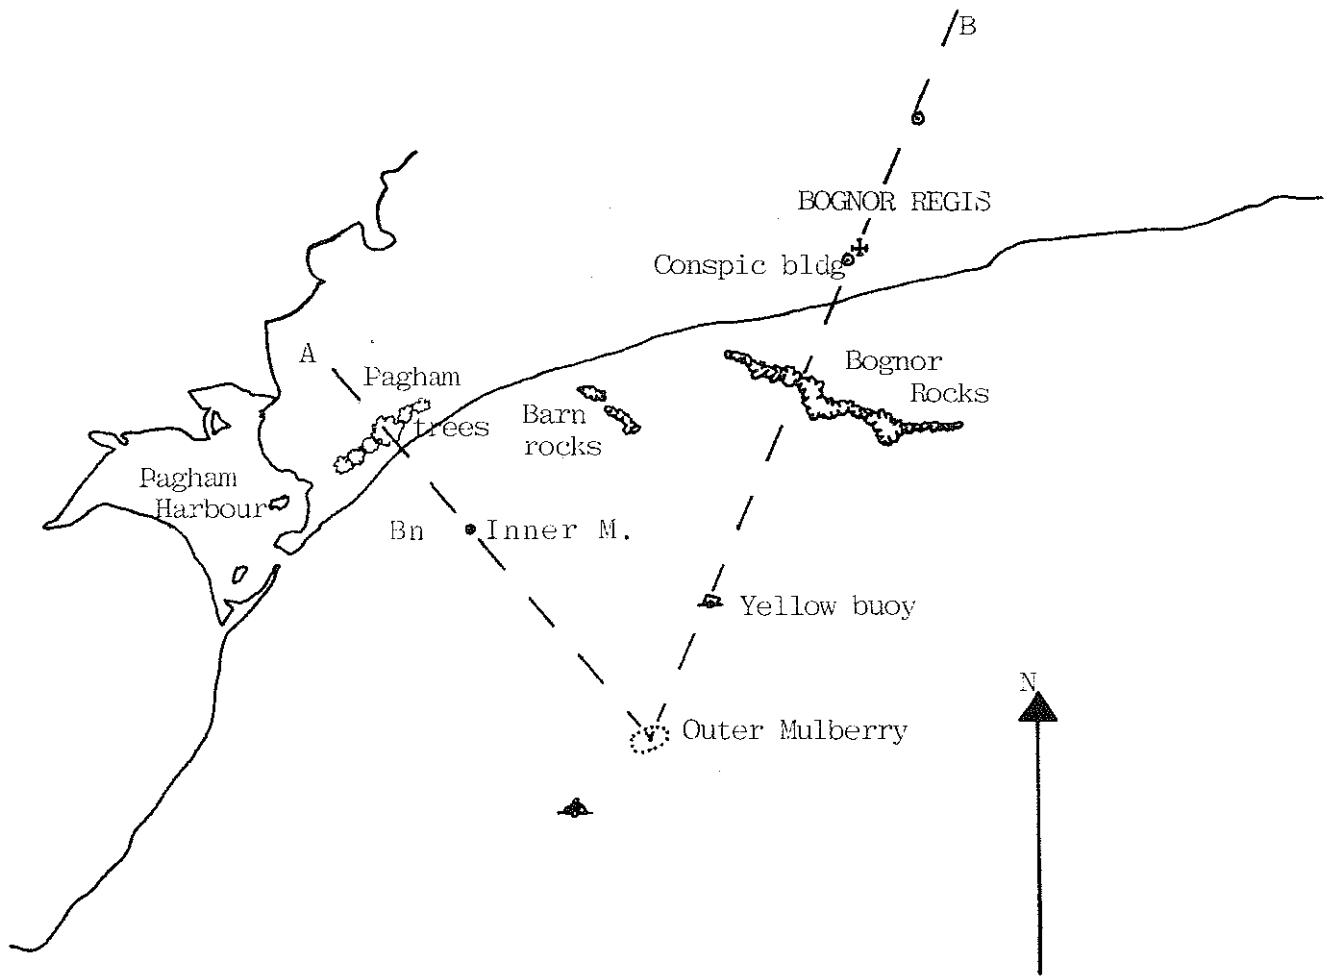 B
BOGNOR REGIS
Conspic bldg
A
Pagham
trees
Bognor
Rocks
Barn
rocks
Pagham
Harbour
Bn
Inner M.
Yellow buoy
N
Outer Mulberry